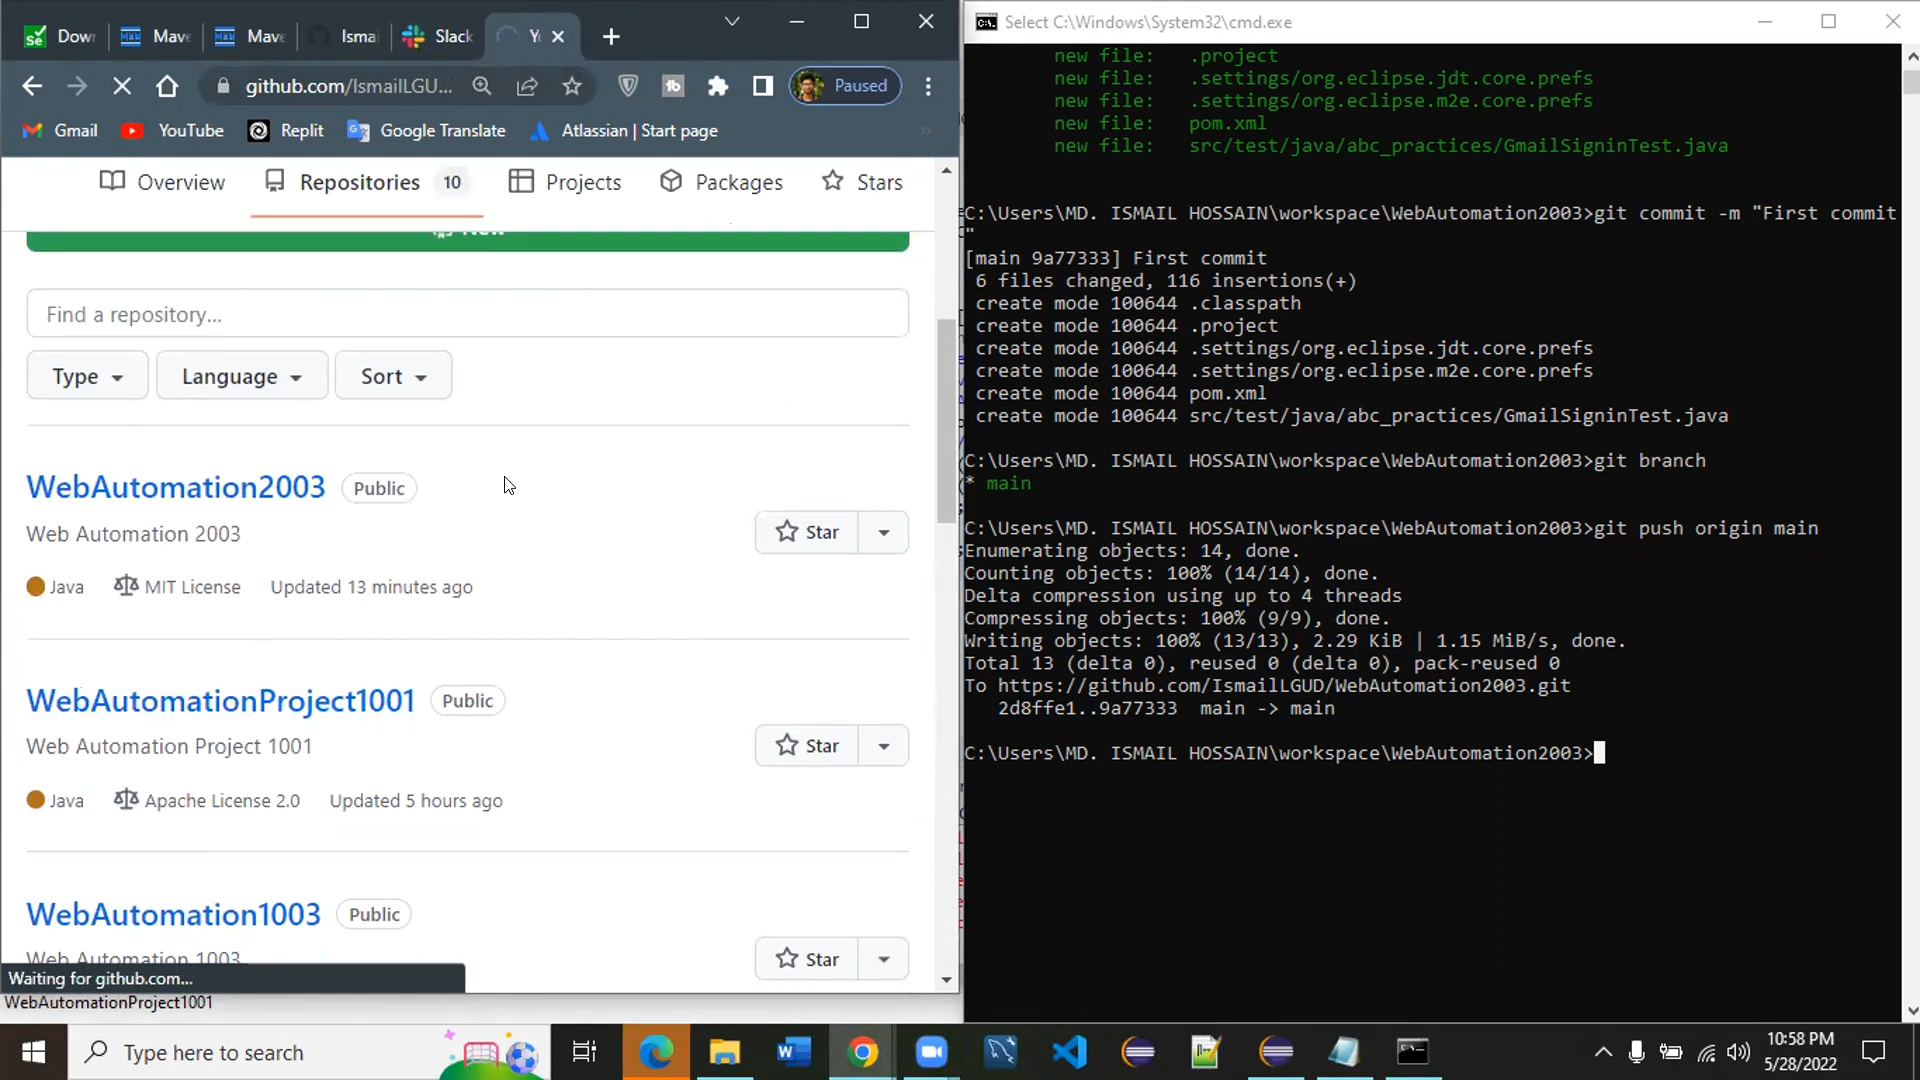 Down
Mave
Mave
Ismai
Slack
Y
github.com/IsmailLGU...
Paused
Gmail
YouTube
Replit
Google Translate
Atlassian | Start page
Overview
Repositories 10
Projects
Packages
Stars
New
Find a repository...
Type
Language
Sort
WebAutomation2003 Public
Web Automation 2003
Star
Java MIT License Updated 13 minutes ago
WebAutomationProject1001 Public
Web Automation Project 1001
Star
Java Apache License 2.0 Updated 5 hours ago
WebAutomation1003 Public
Web Automation 1003
Star
Waiting for github.com...
WebAutomationProject1001
Select C:\Windows\System32\cmd.exe
new file: .project
new file: .settings/org.eclipse.jdt.core.prefs
new file: .settings/org.eclipse.m2e.core.prefs
new file: pom.xml
new file: src/test/java/abc_practices/GmailSigninTest.java
C:\Users\MD. ISMAIL HOSSAIN\workspace\WebAutomation2003>git commit -m "First commit
"
[main 9a77333] First commit
6 files changed, 116 insertions(+)
create mode 100644 .classpath
create mode 100644 .project
create mode 100644 .settings/org.eclipse.jdt.core.prefs
create mode 100644 .settings/org.eclipse.m2e.core.prefs
create mode 100644 pom.xml
create mode 100644 src/test/java/abc_practices/GmailSigninTest.java
C:\Users\MD. ISMAIL HOSSAIN\workspace\WebAutomation2003>git branch
* main
C:\Users\MD. ISMAIL HOSSAIN\workspace\WebAutomation2003>git push origin main
Enumerating objects: 14, done.
Counting objects: 100% (14/14), done.
Delta compression using up to 4 threads
Compressing objects: 100% (9/9), done.
Writing objects: 100% (13/13), 2.29 KiB | 1.15 MiB/s, done.
Total 13 (delta 0), reused 0 (delta 0), pack-reused 0
To https://github.com/IsmailLGUD/WebAutomation2003.git
2d8ffe1..9a77333 main -> main
C:\Users\MD. ISMAIL HOSSAIN\workspace\WebAutomation2003>
Type here to search
10:58 PM
5/28/2022